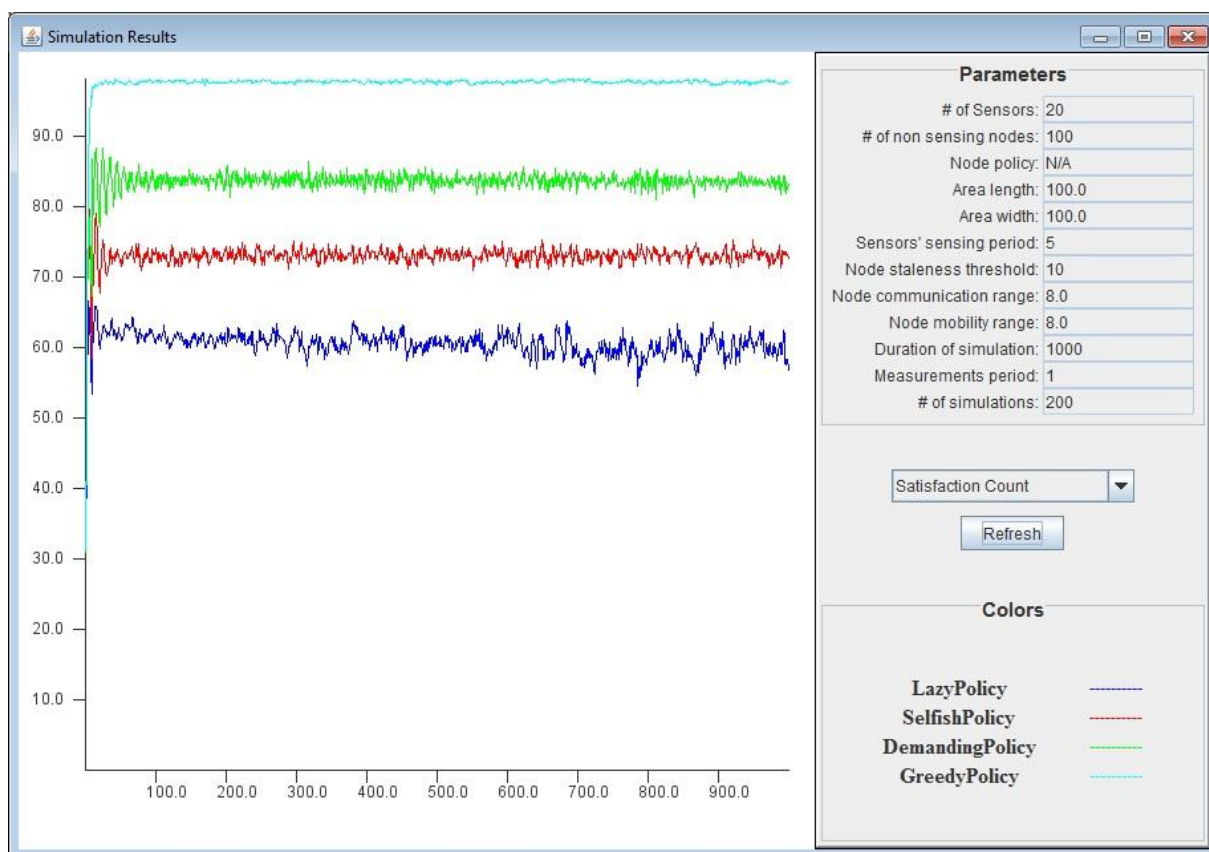 Simulation Results
90.0
80.0
70.0
60.0
50.0
40.0
30.0
20.0
10.0
100.0 200.0 300.0 400.0 500.0 600.0 700.0 800.0 900.0
Parameters
# of Sensors: 20
# of non sensing nodes: 100
Node policy: N/A
Area length: 100.0
Area width: 100.0
Sensors' sensing period: 5
Node staleness threshold: 10
Node communication range: 8.0
Node mobility range: 8.0
Duration of simulation: 1000
Measurements period: 1
# of simulations: 200
Satisfaction Count
Refresh
Colors
LazyPolicy
SelfishPolicy
DemandingPolicy
GreedyPolicy